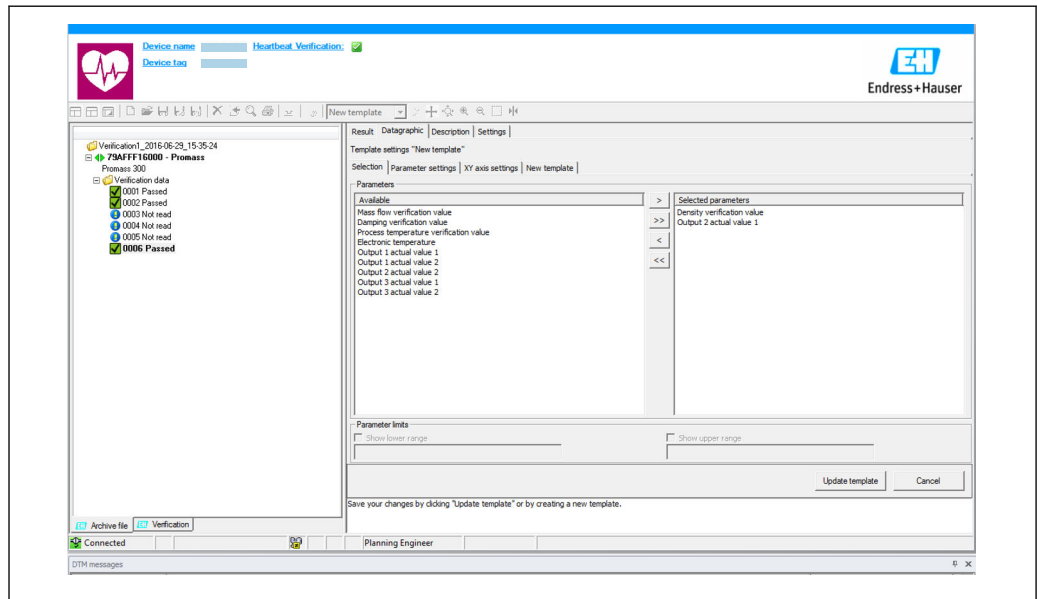 Device name Heartbeat Verification:
Device tag
Endress+Hauser
New template
Result Datagraphic Description Settings
Verification1_2016-06-29_15-35-24
79AFFF16000 - Promass
Promass 300
Verification data
0001 Passed
0002 Passed
0003 Not read
0004 Not read
0005 Not read
0006 Passed
Template settings "New template"
Selection Parameter settings XY axis settings New template
Parameters
Available
Mass flow verification value
Damping verification value
Process temperature verification value
Electronic temperature
Output 1 actual value 1
Output 1 actual value 2
Output 2 actual value 2
Output 3 actual value 1
Output 3 actual value 2
>
>>
<
<<
Selected parameters
Density verification value
Output 2 actual value 1
Parameter limits
Show lower range Show upper range
Update template Cancel
Save your changes by clicking "Update template" or by creating a new template.
Archive file Verification
Connected Planning Engineer
DTM messages